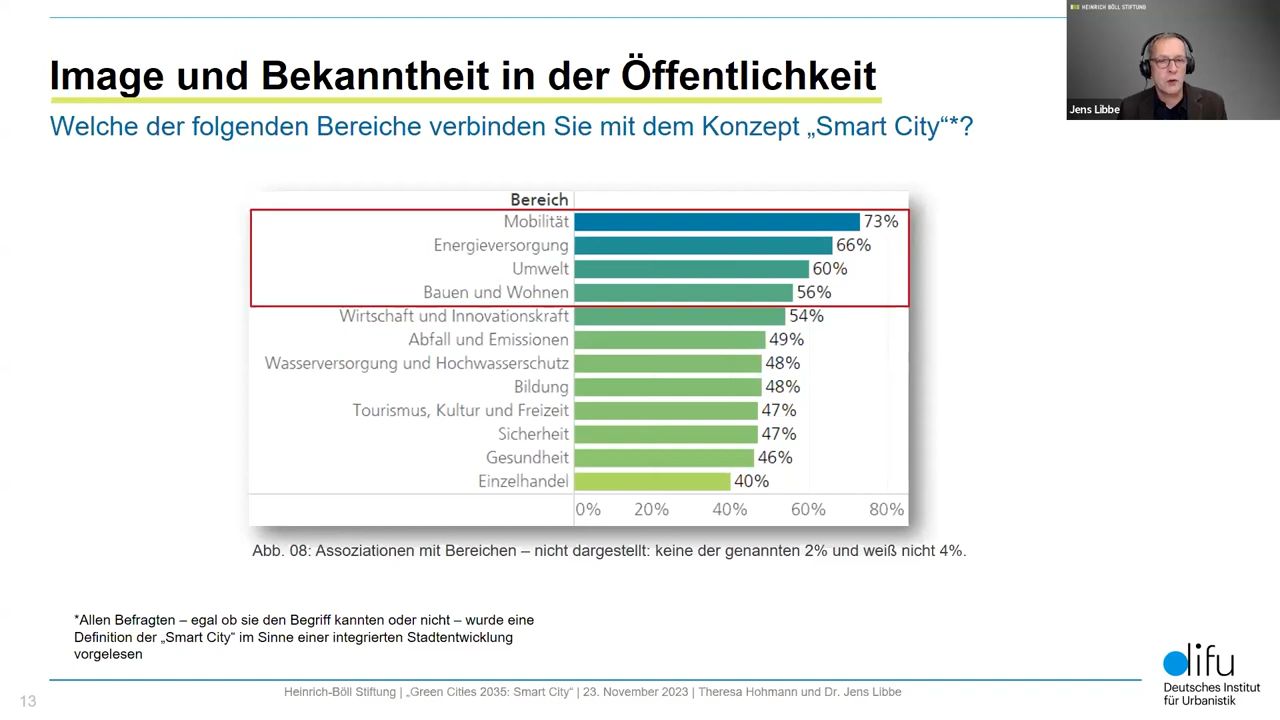 HEINRICH BÖLL STIFTUNG
Jens Libbe
Image und Bekanntheit in der Öffentlichkeit
Welche der folgenden Bereiche verbinden Sie mit dem Konzept „Smart City“*?
Bereich
Mobilität 73%
Energieversorgung 66%
Umwelt 60%
Bauen und Wohnen 56%
Wirtschaft und Innovationskraft 54%
Abfall und Emissionen 49%
Wasserversorgung und Hochwasserschutz 48%
Bildung 48%
Tourismus, Kultur und Freizeit 47%
Sicherheit 47%
Gesundheit 46%
Einzelhandel 40%
0% 20% 40% 60% 80%
Abb. 08: Assoziationen mit Bereichen – nicht dargestellt: keine der genannten 2% und weiß nicht 4%.
*Allen Befragten – egal ob sie den Begriff kannten oder nicht – wurde eine
Definition der „Smart City“ im Sinne einer integrierten Stadtentwicklung
vorgelesen
13
Heinrich-Böll Stiftung | „Green Cities 2035: Smart City“ | 23. November 2023 | Theresa Hohmann und Dr. Jens Libbe
difu
Deutsches Institut
für Urbanistik